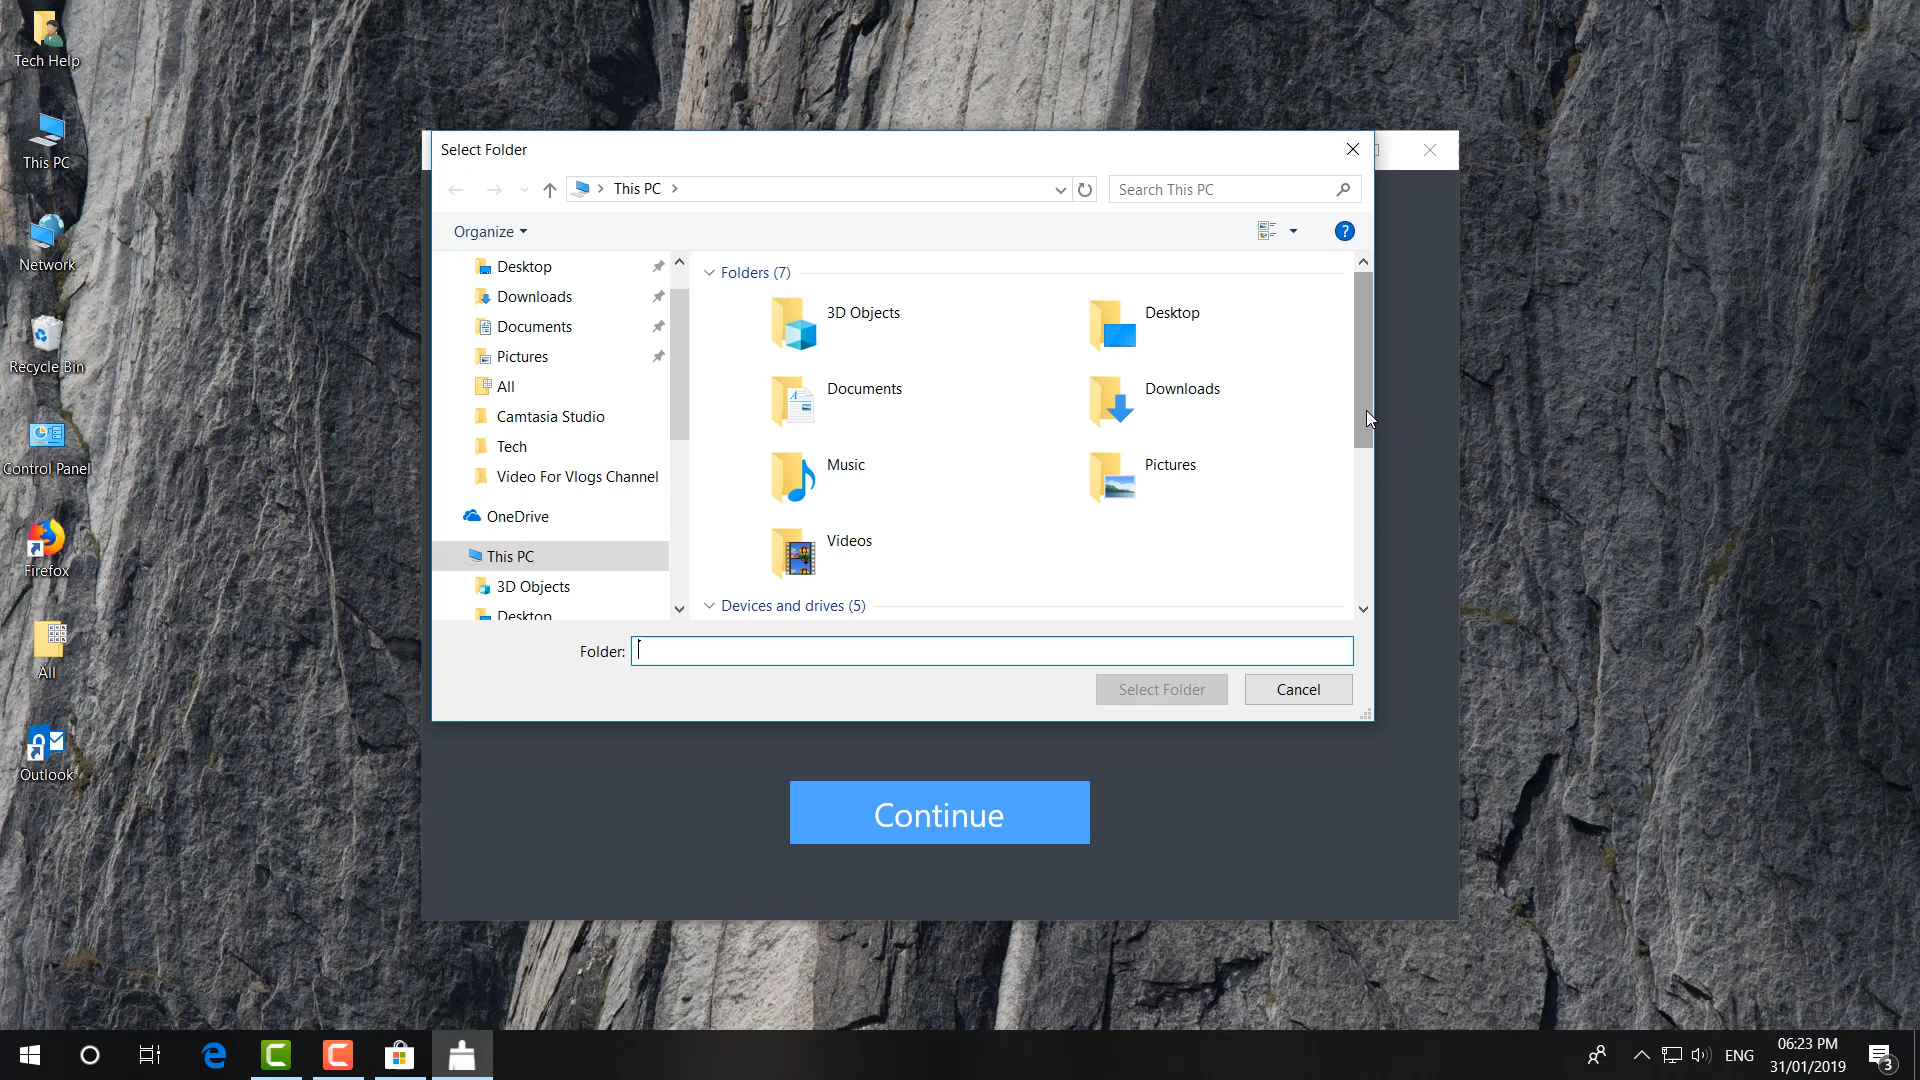 Tech Help
This PC
Network
Recycle Bin
Control Panel
Firefox
All
Outlook
Select Folder
This PC
Search This PC
Organize
?
Desktop
Downloads
Documents
Pictures
All
Camtasia Studio
Tech
Video For Vlogs Channel
OneDrive
This PC
3D Objects
Desktop
Folders (7)
3D Objects
Desktop
Documents
Downloads
Music
Pictures
Videos
Devices and drives (5)
Folder:
Select Folder
Cancel
Continue
ENG
06:23 PM
31/01/2019
3